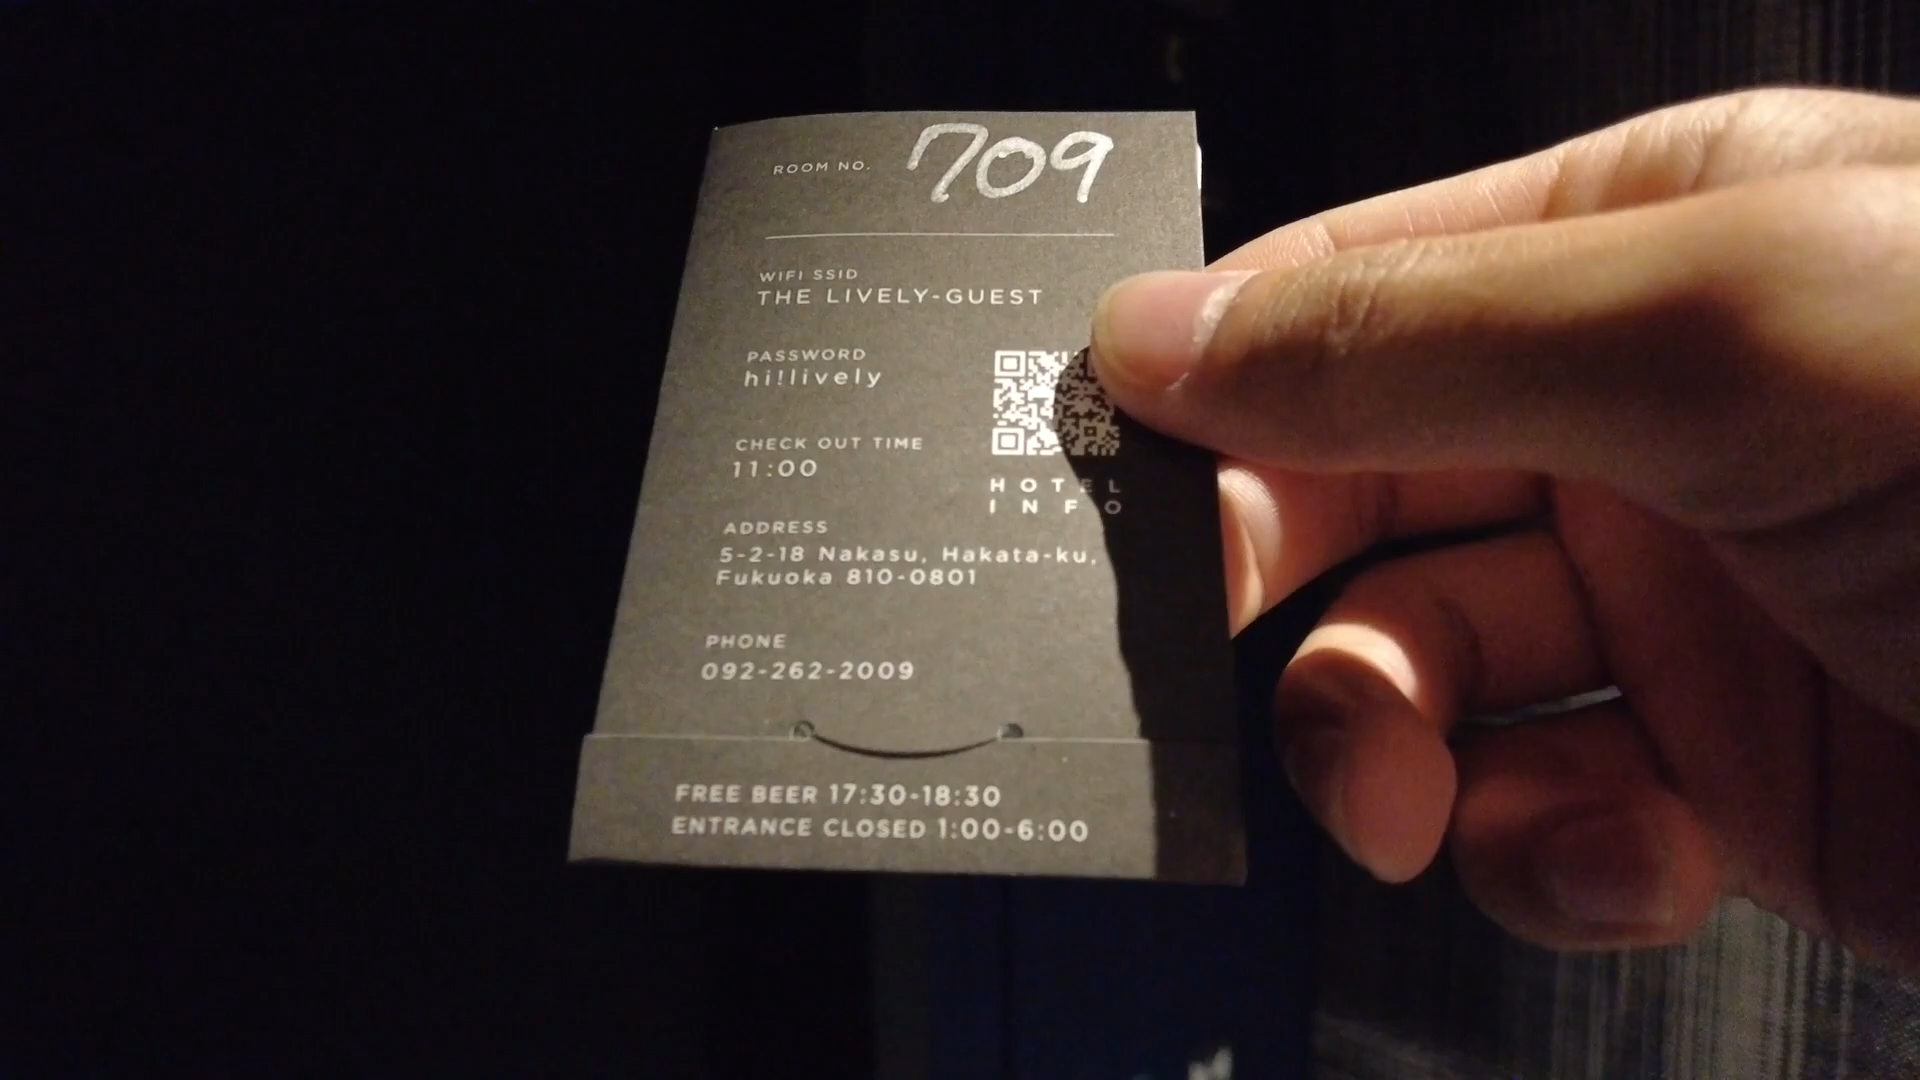 ROOM NO. 709
WIFI SSID
THE LIVELY-GUEST
PASSWORD
hi!lively
CHECK OUT TIME
11:00
HOTEL
INFO
ADDRESS
5-2-18 Nakasu, Hakata-ku,
Fukuoka 810-0801
PHONE
092-262-2009
FREE BEER 17:30-18:30
ENTRANCE CLOSED 1:00-6:00